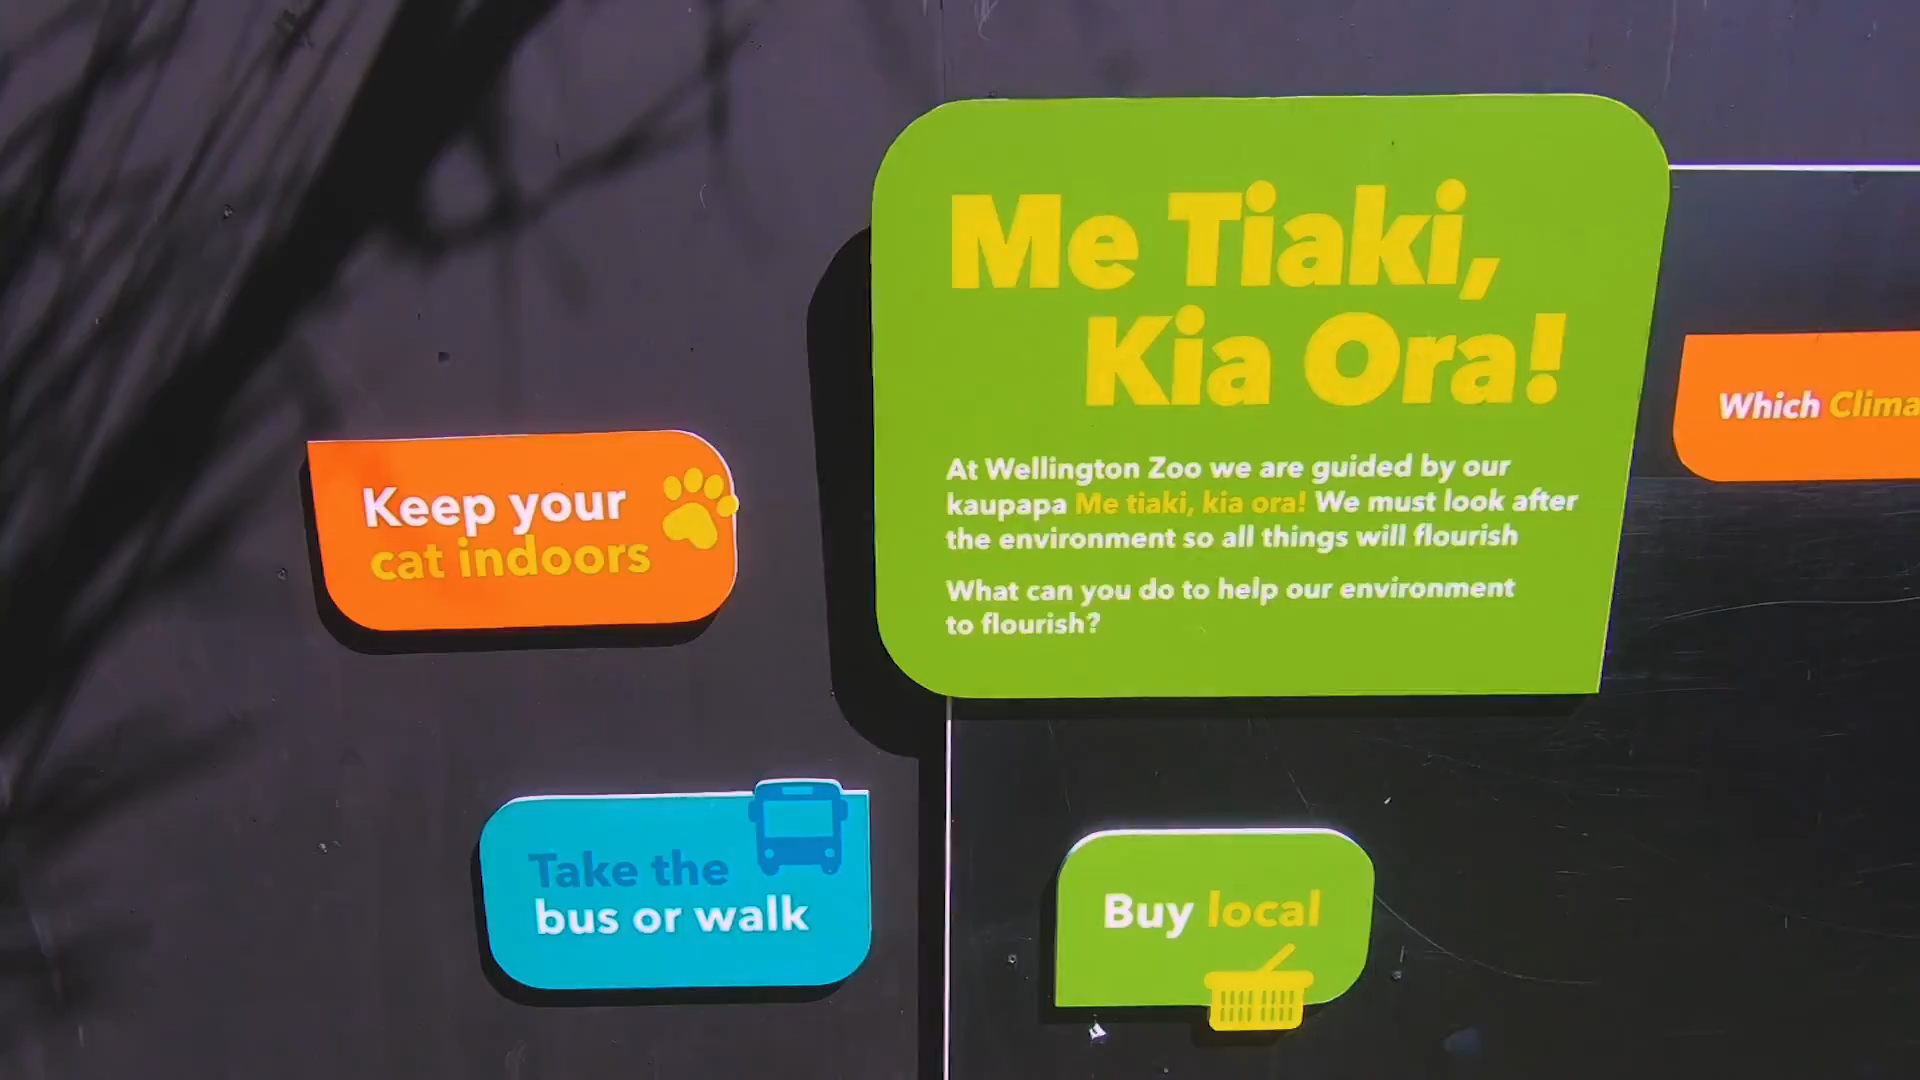 Me Tiaki,
Kia Ora!
At Wellington Zoo we are guided by our
kaupapa Me tiaki, kia ora! We must look after
the environment so all things will flourish
What can you do to help our environment
to flourish?
Which
Keep your
cat indoors
Take the
bus or walk
Buy local